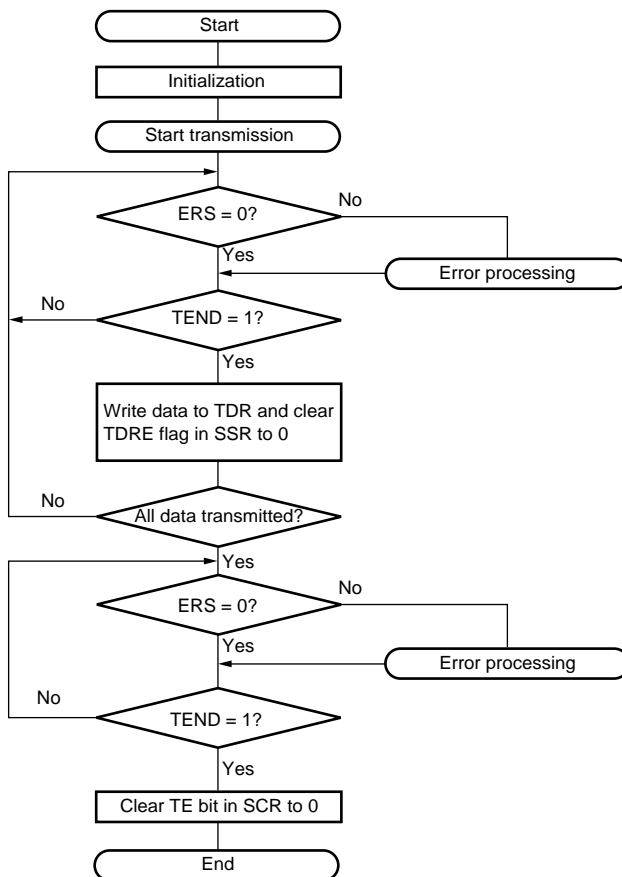 Start
Initialization
Start transmission
ERS = 0?
No
Yes
Error processing
No
TEND = 1?
Yes
Write data to TDR and clear
TDRE flag in SSR to 0
No
All data transmitted?
Yes
ERS = 0?
No
Yes
Error processing
No
TEND = 1?
Yes
Clear TE bit in SCR to 0
End